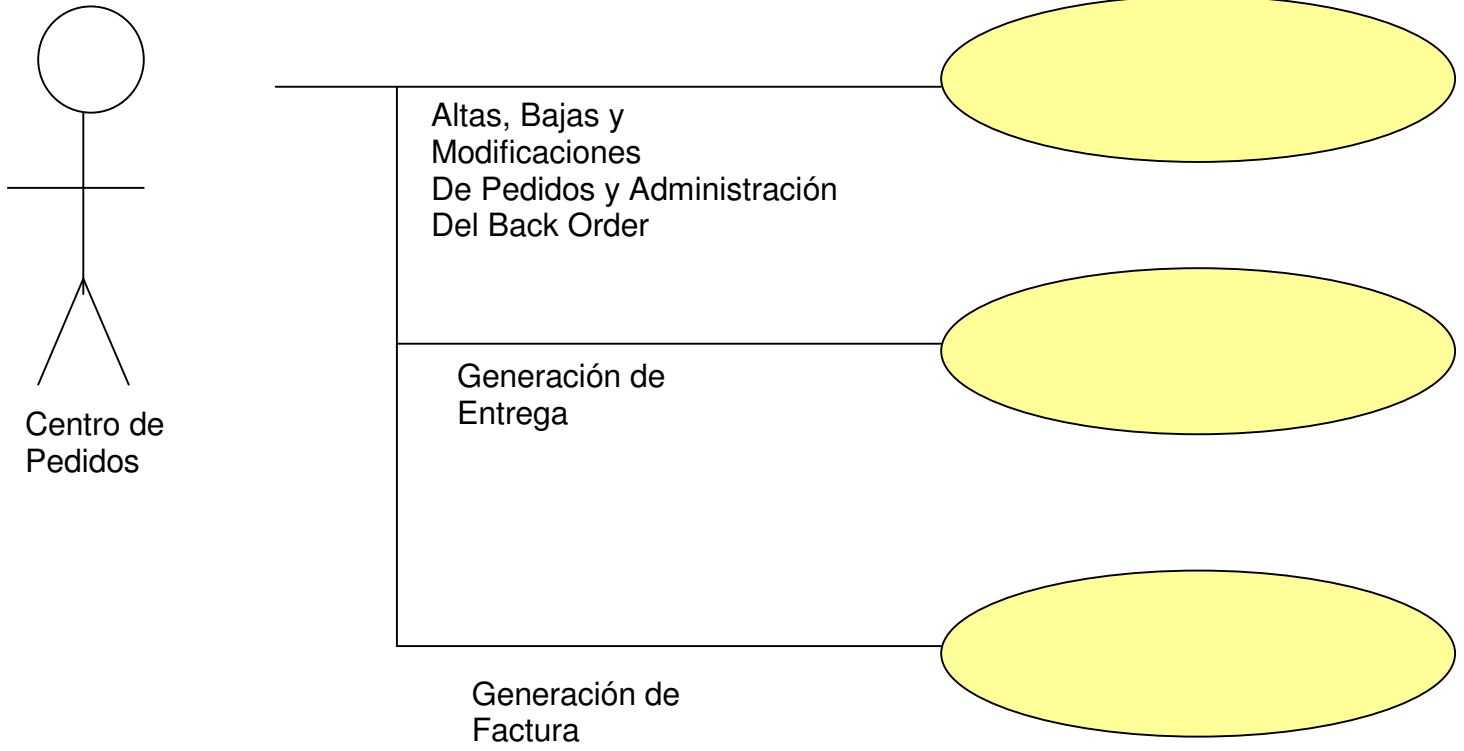 Altas, Bajas y
Modificaciones
De Pedidos y Administración
Del Back Order
Generación de
Entrega
Centro de
Pedidos
Generación de
Factura